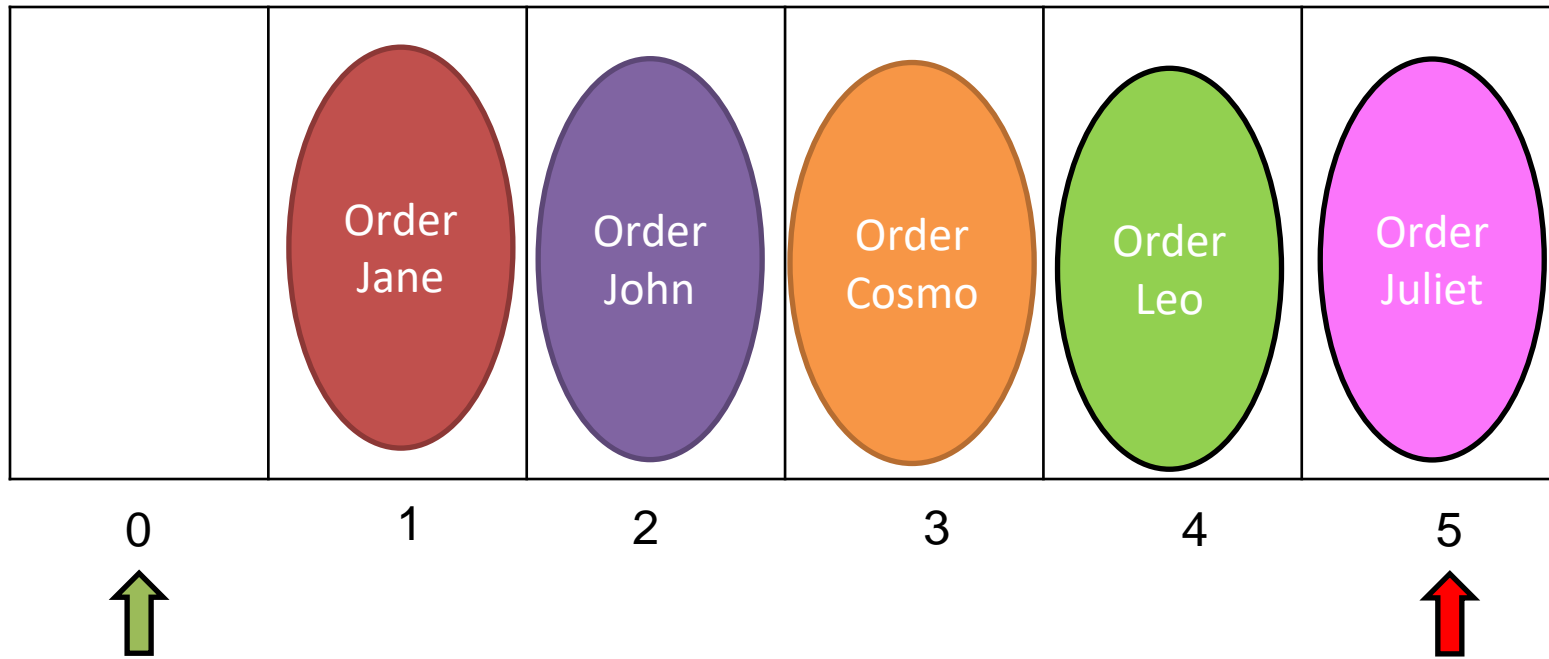 Order
Jane
Order
John
Order
Cosmo
Order
Leo
Order
Juliet
0 1 2 3 4 5